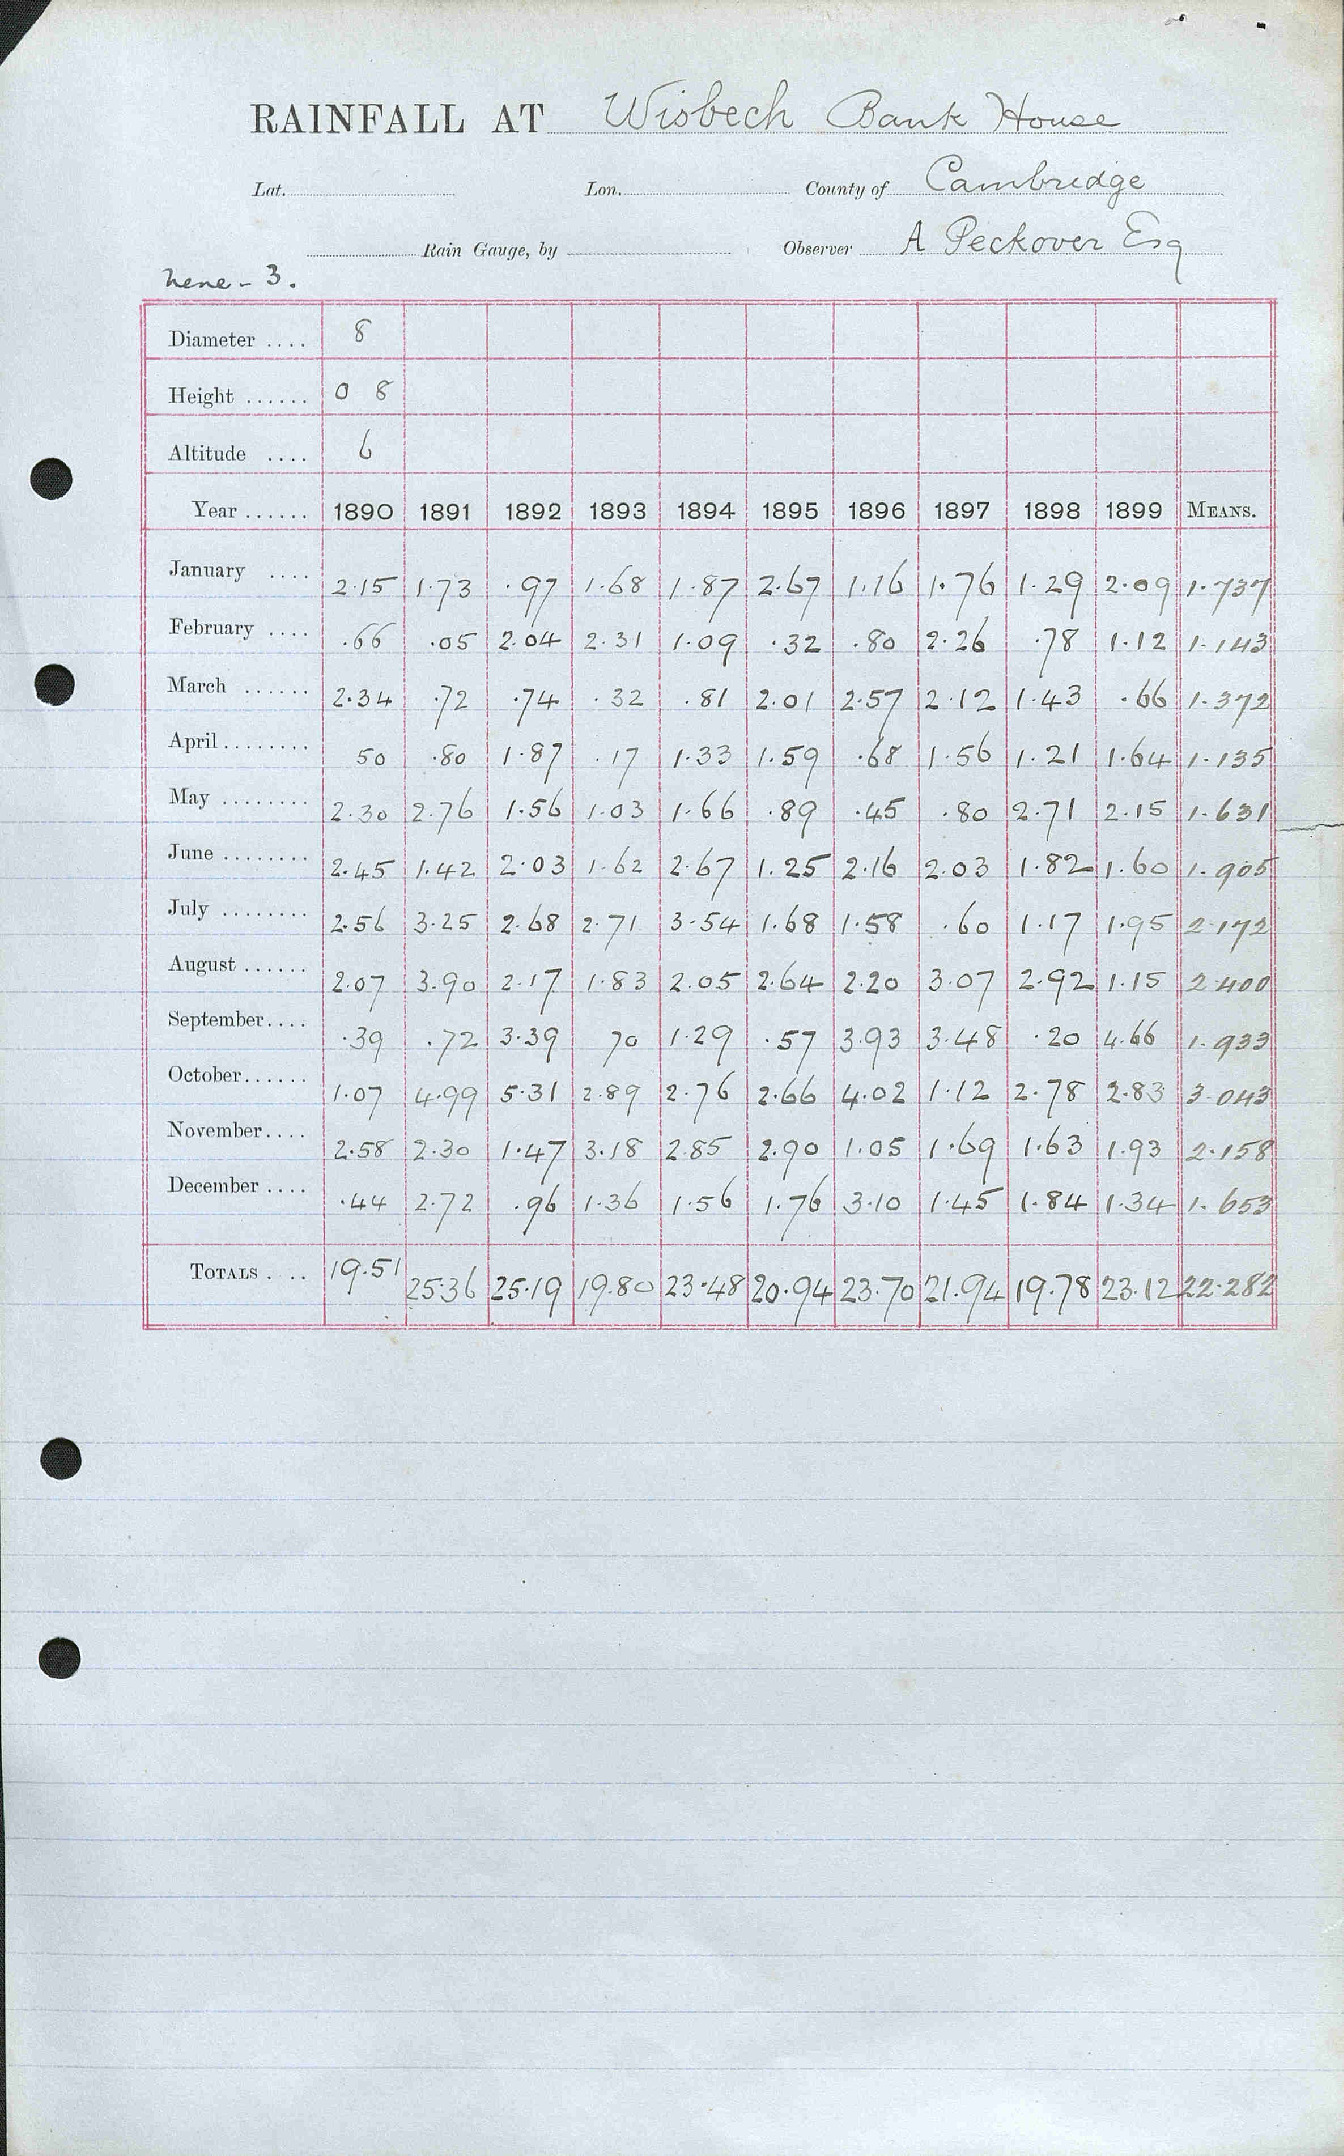 RAINFALL AT Wisbech Bank House
Lat. Lon. County of Cambridge
Rain Gauge, by Observer A Peckover Esq
Nene - 3.
Diameter .... 8
Height ...... 0 8
Altitude .... 6
Year ...... 1890 1891 1892 1893 1894 1895 1896 1897 1898 1899 MEANS.
January .... 2.15 1.73 .97 1.68 1.87 2.67 1.16 1.76 1.29 2.09 1.737
February .... .66 .05 2.04 2.31 1.09 .32 .80 2.26 .78 1.12 1.143
March ...... 2.34 .72 .74 .32 .81 2.01 2.57 2.12 1.43 .66 1.372
April ........ 50 .80 1.87 .17 1.33 1.59 .68 1.56 1.21 1.64 1.135
May ........ 2.30 2.76 1.56 1.03 1.66 .89 .45 .80 2.71 2.15 1.631
June ........ 2.45 1.42 2.03 1.62 2.67 1.25 2.16 2.03 1.82 1.60 1.905
July ........ 2.56 3.25 2.68 2.71 3.54 1.68 1.58 .60 1.17 1.95 2.172
August ...... 2.07 3.90 2.17 1.83 2.05 2.64 2.20 3.07 2.92 1.15 2.400
September .... .39 .72 3.39 70 1.29 .57 3.93 3.48 .20 4.66 1.933
October ...... 1.07 4.99 5.31 2.89 2.76 2.66 4.02 1.12 2.78 2.83 3.043
November .... 2.58 2.30 1.47 3.18 2.85 2.90 1.05 1.69 1.63 1.93 2.158
December .... .44 2.72 .96 1.36 1.56 1.76 3.10 1.45 1.84 1.34 1.653
TOTALS .... 19.51 25.36 25.19 19.80 23.48 20.94 23.70 21.94 19.78 23.12 22.282